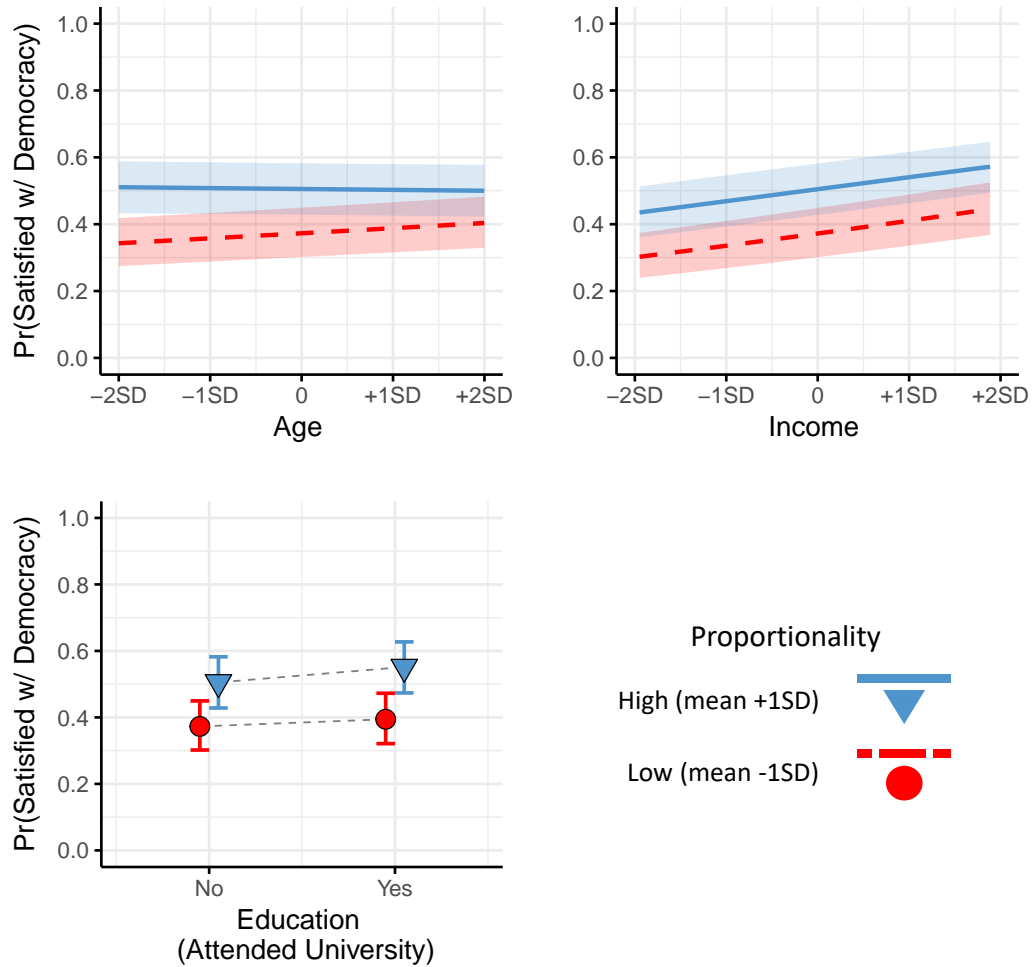 Pr(Satisfied w/ Democracy)
1.0
0.8
0.6
0.4
0.2
0.0
−2SD −1SD 0 +1SD +2SD
Age
Pr(Satisfied w/ Democracy)
1.0
0.8
0.6
0.4
0.2
0.0
−2SD −1SD 0 +1SD +2SD
Income
Pr(Satisfied w/ Democracy)
1.0
0.8
0.6
0.4
0.2
0.0
No Yes
Education
(Attended University)
Proportionality
High (mean +1SD)
Low (mean -1SD)